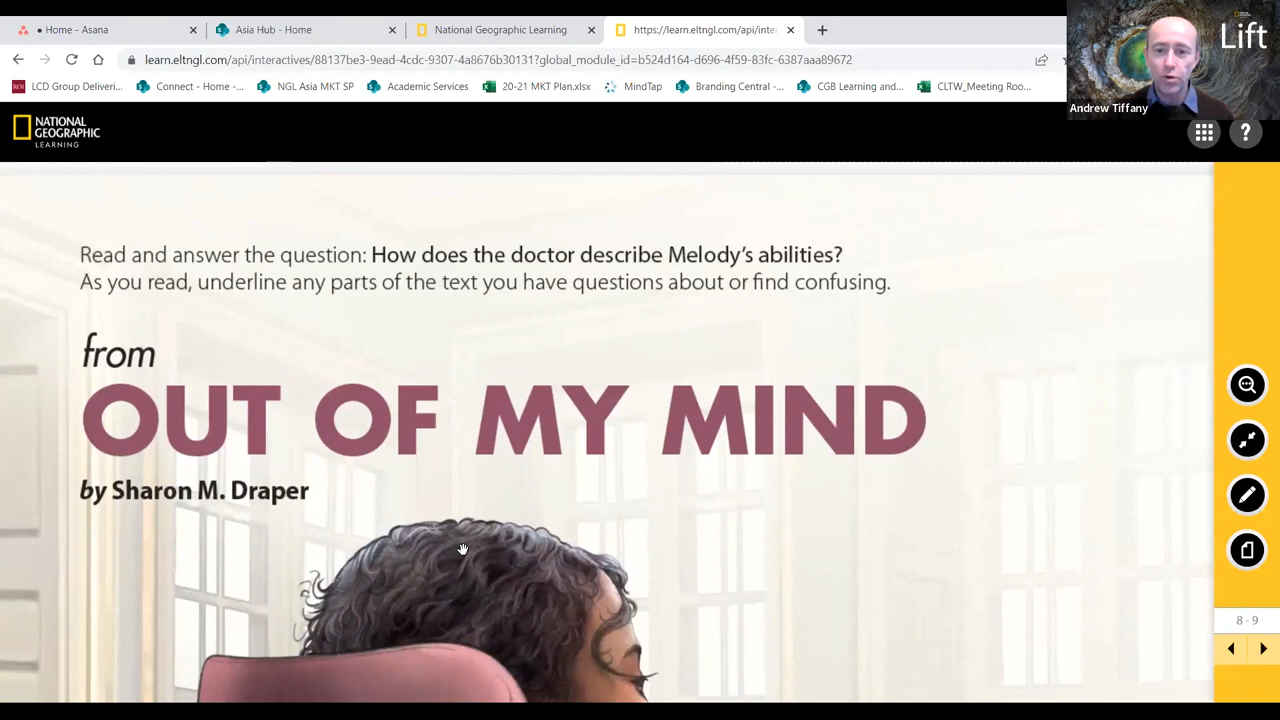 Home - Asana
Asia Hub - Home
National Geographic Learning
https://learn.eltngl.com/api/inte
Lift
learn.eltngl.com/api/interactives/88137be3-9ead-4cdc-9307-4a8
global_module_id=b524d164-d696-4f59-83fc-6387aaa89672
LCD Group Deliveri...
Connect - Home -...
NGL Asia MKT SP
Academic Services
20-21 MKT Plan.xlsx
MindTap
Branding Central -...
CGB Learning and...
CLTW_Meeting Roo...
Andrew Tiffany
NATIONAL
GEOGRAPHIC
LEARNING
?
Read and answer the question: How does the doctor describe Melody’s abilities?
As you read, underline any parts of the text you have questions about or find confusing.
from
OUT OF MY MIND
by Sharon M. Draper
8 - 9